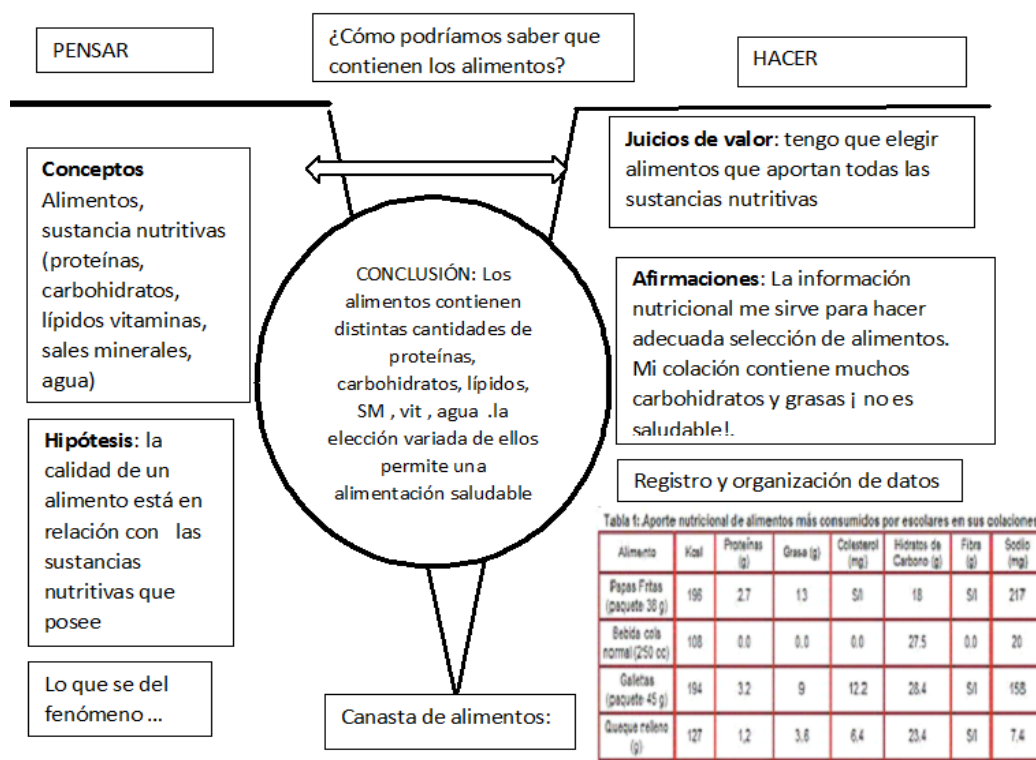 PENSAR
¿Cómo podríamos saber que
contienen los alimentos?
HACER
Conceptos
Alimentos,
sustancia nutritivas
(proteínas,
carbohidratos,
lípidos vitaminas,
sales minerales,
agua)
Hipótesis: la
calidad de un
alimento está en
relación con las
sustancias
nutritivas que
posee
Lo que se del
fenómeno ...
CONCLUSIÓN: Los
alimentos contienen
distintas cantidades de
proteínas,
carbohidratos, lípidos,
SM , vit , agua .la
elección variada de ellos
permite una
alimentación saludable
Canasta de alimentos:
Juicios de valor: tengo que elegir
alimentos que aportan todas las
sustancias nutritivas
Afirmaciones: La información
nutricional me sirve para hacer
adecuada selección de alimentos.
Mi colación contiene muchos
carbohidratos y grasas ¡ no es
saludable!.
Registro y organización de datos
Tabla 1: Aporte nutricional de alimentos más consumidos por escolares en sus colaciones
Alimento Kcal Proteínas (g) Grasa (g) Colesterol (mg) Hidratos de Carbono (g) Fibra (g) Sodio (mg)
Papas Fritas (paquete 38 g) 196 2.7 13 S/I 18 S/I 217
Bebida cola normal (250 cc) 108 0.0 0.0 0.0 27.5 0.0 20
Galletas (paquete 45 g) 194 3.2 9 12.2 28.4 S/I 158
Queque relleno (g) 127 1,2 3,6 6,4 23,4 S/I 7,4